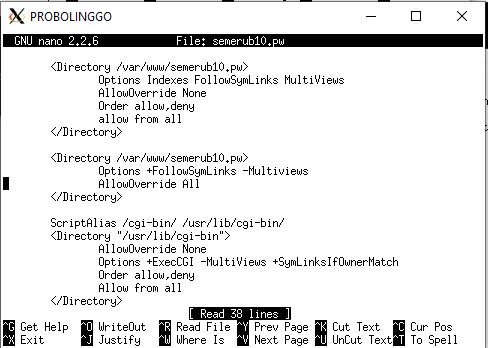 PROBOLINGGO
GNU nano 2.2.6 File: semerub10.pw
<Directory /var/www/semerub10.pw>
Options Indexes FollowSymLinks MultiViews
AllowOverride None
Order allow,deny
allow from all
</Directory>
<Directory /var/www/semerub10.pw>
Options +FollowSymLinks -Multiviews
AllowOverride All
</Directory>
ScriptAlias /cgi-bin/ /usr/lib/cgi-bin/
<Directory "/usr/lib/cgi-bin">
AllowOverride None
Options +ExecCGI -MultiViews +SymLinksIfOwnerMatch
Order allow,deny
Allow from all
</Directory>
[ Read 38 lines ]
^G Get Help ^O WriteOut ^R Read File ^Y Prev Page ^K Cut Text ^C Cur Pos
^X Exit ^J Justify ^W Where Is ^V Next Page ^U UnCut Text ^T To Spell